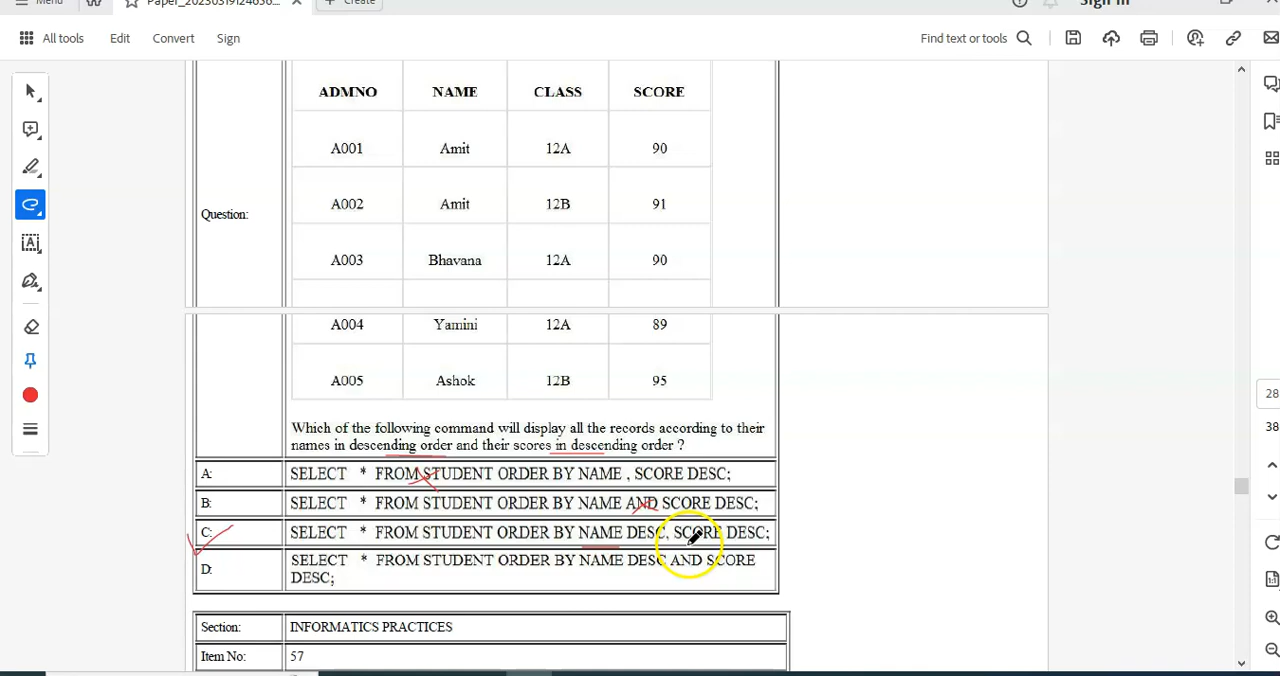 Menu Paper_20230319124636... Create Sign in
All tools Edit Convert Sign Find text or tools
ADMNO NAME CLASS SCORE
A001 Amit 12A 90
A002 Amit 12B 91
Question:
A003 Bhavana 12A 90
A004 Yamini 12A 89
A005 Ashok 12B 95
Which of the following command will display all the records according to their
names in descending order and their scores in descending order ?
A: SELECT * FROM STUDENT ORDER BY NAME , SCORE DESC;
B: SELECT * FROM STUDENT ORDER BY NAME AND SCORE DESC;
C: SELECT * FROM STUDENT ORDER BY NAME DESC, SCORE DESC;
D: SELECT * FROM STUDENT ORDER BY NAME DESC AND SCORE
DESC;
Section: INFORMATICS PRACTICES
Item No: 57
28
38